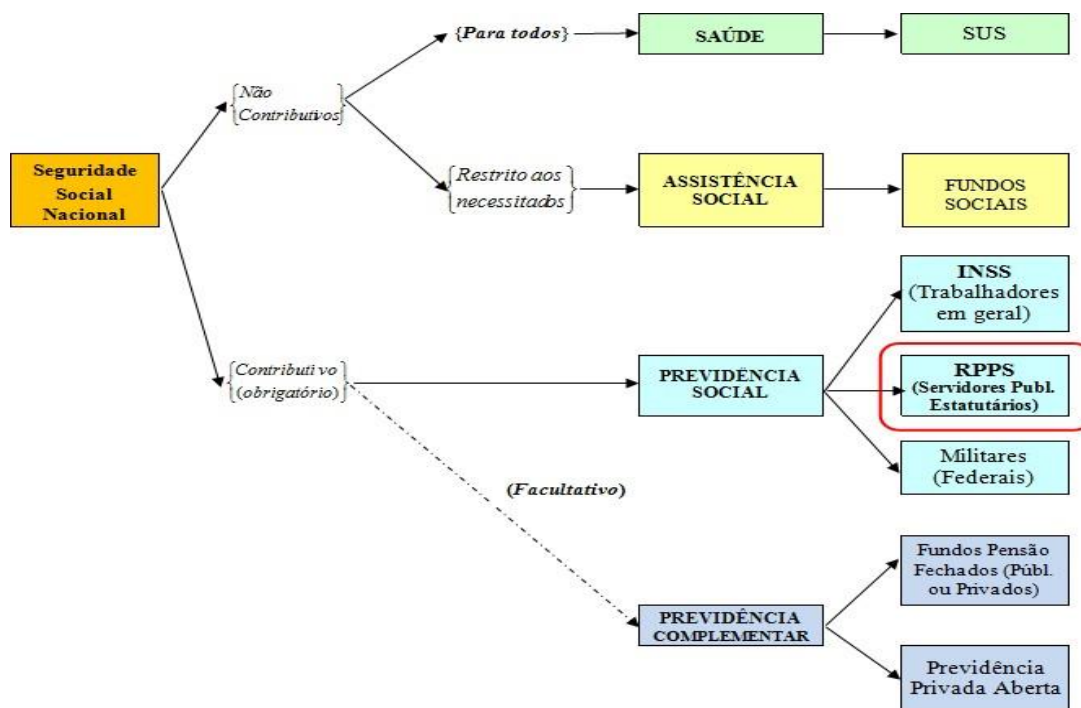 Seguridade
Social
Nacional
{Não
Contributivos}
{Para todos}
SAÚDE
SUS
{Restrito aos
necessitados}
ASSISTÊNCIA
SOCIAL
FUNDOS
SOCIAIS
{Contributivo
(obrigatório)}
PREVIDÊNCIA
SOCIAL
INSS
(Trabalhadores
em geral)
RPPS
(Servidores Publ.
Estatutários)
Militares
(Federais)
(Facultativo)
PREVIDÊNCIA
COMPLEMENTAR
Fundos Pensão
Fechados (Públ.
ou Privados)
Previdência
Privada Aberta